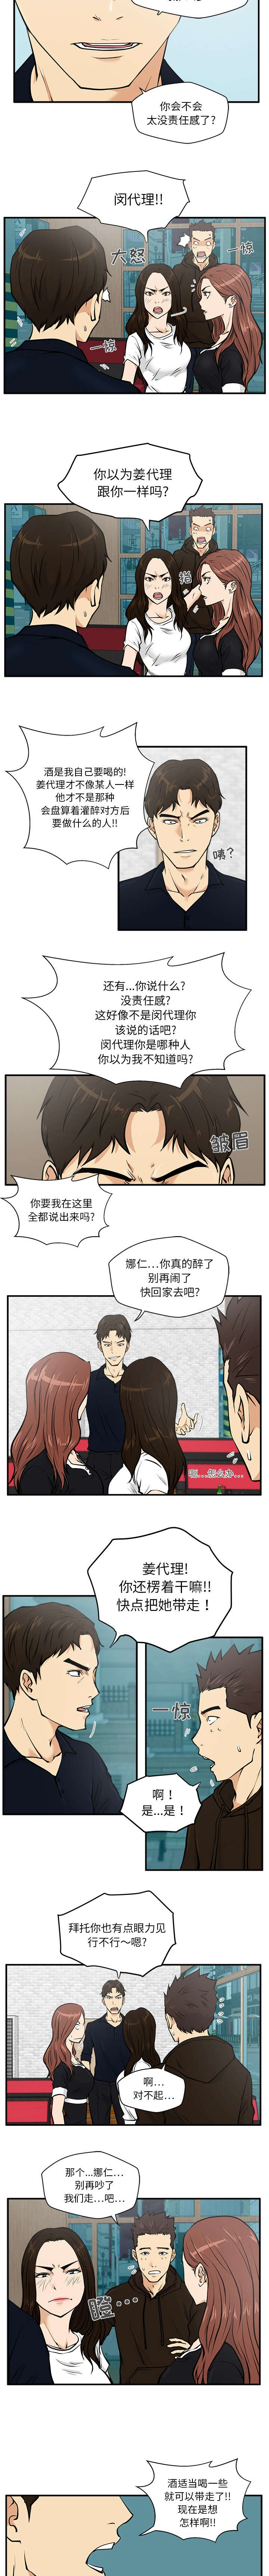 你会不会
太没责任感了?
闵代理!!
大怒
一惊
一惊
你以为姜代理
跟你一样吗?
指
酒是我自己要喝的!
姜代理才不像某人一样
他才不是那种
会盘算着灌醉对方后
要做什么的人!!
咦?
还有...你说什么?
没责任感?
这好像不是闵代理你
该说的话吧?
闵代理你是哪种人
你以为我不知道吗?
皱眉
你要我在这里
全都说出来吗?
娜仁...你真的醉了
别再闹了
快回家去吧?
呃...怎么办...
姜代理!
你还楞着干嘛!!
快点把她带走!
一惊
啊!
是...是!
拜托你也有点眼力见
行不行~嗯?
啊...
对不起...
那个...娜仁...
别再吵了
我们走...吧...
瞪...
酒适当喝一些
就可以带走了!!
现在是想
怎样啊!!